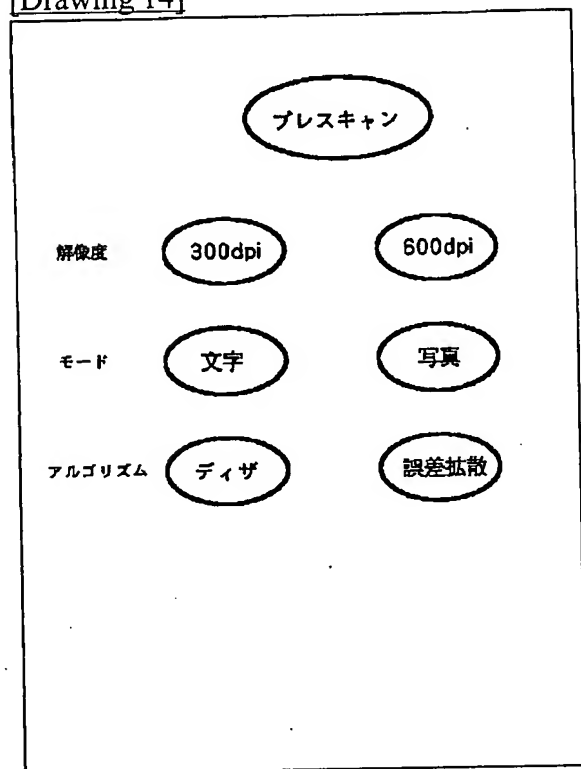 [Drawing 14]
プレスキャン
解像度 300dpi 600dpi
モード 文字 写真
アルゴリズム ディザ 誤差拡散